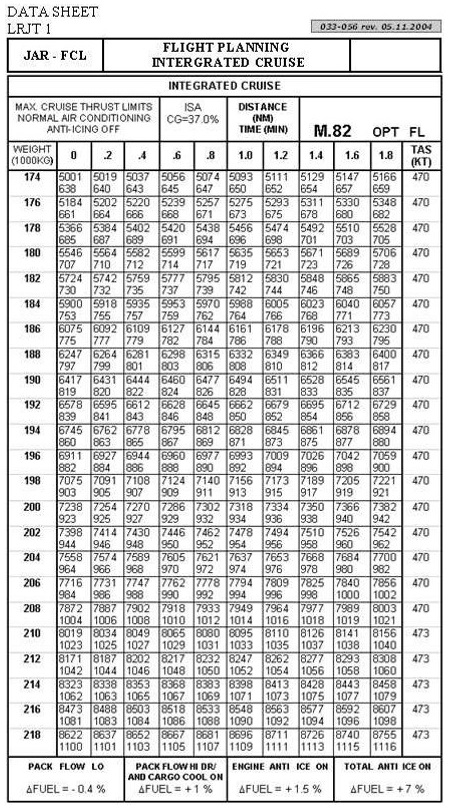 DATA SHEET
LRJT 1
033-056 rev. 05.11.2004
JAR - FCL
FLIGHT PLANNING
INTERGRATED CRUISE
INTEGRATED CRUISE
MAX. CRUISE THRUST LIMITS
NORMAL AIR CONDITIONING
ANTI-ICING OFF
ISA
CG=37.0%
DISTANCE
(NM)
TIME (MIN)
M.82 OPT FL
WEIGHT
(1000KG) 0 .2 .4 .6 .8 1.0 1.2 1.4 1.6 1.8 TAS
(KT)
174 5001 5019 5037 5056 5074 5093 5111 5129 5147 5166 470
638 640 643 645 647 650 652 654 657 659
176 5184 5202 5220 5239 5257 5275 5293 5311 5330 5348 470
661 664 666 668 671 673 675 678 680 682
178 5366 5384 5402 5420 5438 5456 5474 5492 5510 5528 470
685 687 689 691 694 696 698 701 703 705
180 5546 5564 5582 5599 5617 5635 5653 5671 5689 5706 470
707 710 712 714 717 719 721 723 726 728
182 5724 5742 5759 5777 5795 5812 5830 5848 5865 5883 470
730 732 735 737 739 742 744 746 748 750
184 5900 5918 5935 5953 5970 5988 6005 6023 6040 6057 470
753 755 757 759 762 764 766 768 771 773
186 6075 6092 6109 6127 6144 6161 6178 6196 6213 6230 470
775 777 779 782 784 786 788 790 793 795
188 6247 6264 6281 6298 6315 6332 6349 6366 6383 6400 470
797 799 801 803 806 808 810 812 814 817
190 6417 6431 6444 6460 6477 6494 6511 6528 6545 6561 470
819 820 822 824 826 828 831 833 835 837
192 6578 6595 6612 6628 6645 6662 6679 6695 6712 6729 470
839 841 843 846 848 850 852 854 856 858
194 6745 6762 6778 6795 6812 6828 6845 6861 6878 6894 470
860 863 865 867 869 871 873 875 877 880
196 6911 6927 6944 6960 6977 6993 7009 7026 7042 7059 470
882 884 886 888 890 892 894 896 898 900
198 7075 7091 7108 7124 7140 7156 7173 7189 7205 7221 470
903 905 907 909 911 913 915 917 919 921
200 7238 7254 7270 7286 7302 7318 7334 7350 7366 7382 470
923 925 927 929 932 934 936 938 940 942
202 7398 7414 7430 7446 7462 7478 7494 7510 7526 7542 470
944 946 948 950 952 954 956 958 960 962
204 7558 7574 7589 7605 7621 7637 7653 7668 7684 7700 470
964 966 968 970 972 974 976 978 980 982
206 7716 7731 7747 7762 7778 7794 7809 7825 7840 7856 470
984 986 988 990 992 994 996 998 1000 1002
208 7872 7887 7902 7918 7933 7949 7964 7977 7989 8003 470
1004 1006 1008 1010 1012 1014 1016 1018 1019 1021
210 8019 8034 8049 8065 8080 8095 8110 8126 8141 8156 473
1023 1025 1027 1029 1031 1033 1035 1037 1038 1040
212 8171 8187 8202 8217 8232 8247 8262 8277 8293 8308 473
1042 1044 1046 1048 1050 1052 1054 1056 1058 1060
214 8323 8338 8353 8368 8383 8398 8413 8428 8443 8458 473
1062 1063 1065 1067 1069 1071 1073 1075 1077 1079
216 8473 8488 8503 8518 8533 8548 8563 8577 8592 8607 473
1081 1083 1084 1086 1088 1090 1092 1094 1096 1098
218 8622 8637 8652 8667 8681 8696 8711 8726 8740 8755 473
1100 1101 1103 1105 1107 1109 1111 1113 1115 1116
PACK FLOW LO
PACK FLOW HI DR/
AND CARGO COOL ON
ENGINE ANTI ICE ON
TOTAL ANTI ICE ON
ΔFUEL = - 0.4 %
ΔFUEL = + 1 %
ΔFUEL = + 1.5 %
ΔFUEL = + 7 %